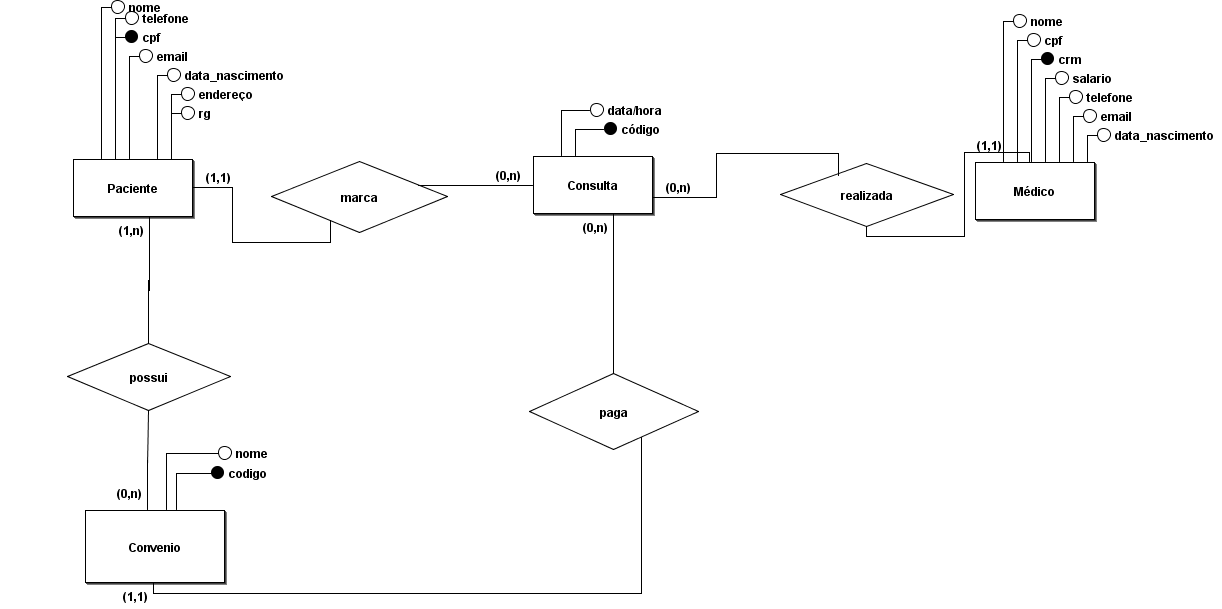 nome
telefone
cpf
email
data_nascimento
endereço
rg
Paciente
(1,1)
(1,n)
marca
(0,n)
data/hora
código
Consulta
(0,n)
(0,n)
realizada
(1,1)
nome
cpf
crm
salario
telefone
email
data_nascimento
Médico
possui
paga
(0,n)
nome
codigo
Convenio
(1,1)